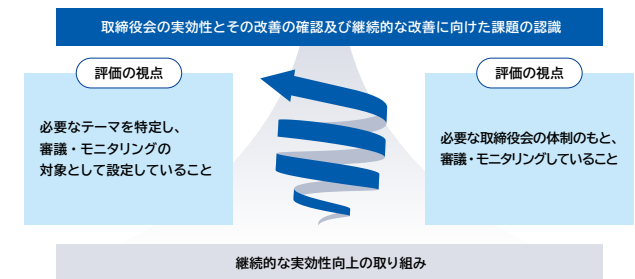 取締役会の実効性とその改善の確認及び継続的な改善に向けた課題の認識
評価の視点
必要なテーマを特定し、
審議・モニタリングの
対象として設定していること
評価の視点
必要な取締役会の体制のもと、
審議・モニタリングしていること
継続的な実効性向上の取り組み